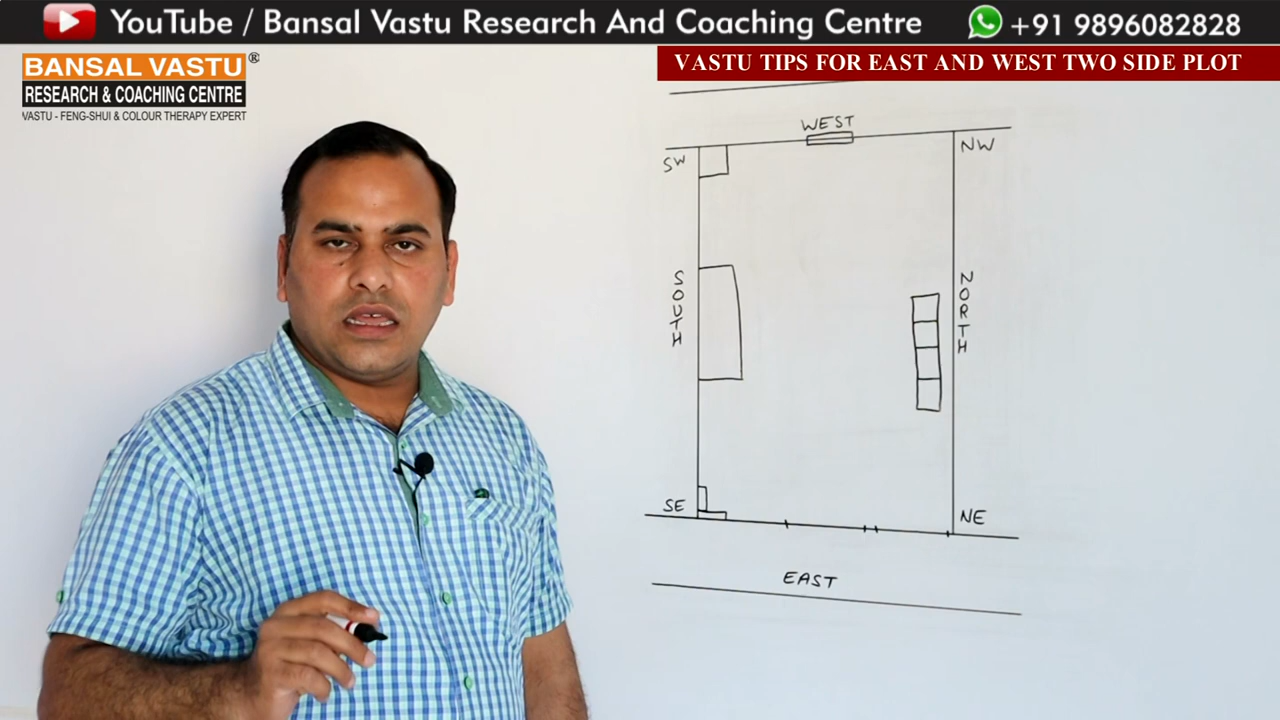 YouTube / Bansal Vastu Research And Coaching Centre
+91 9896082828
BANSAL VASTU®
RESEARCH & COACHING CENTRE
VASTU - FENG-SHUI & COLOUR THERAPY EXPERT
VASTU TIPS FOR EAST AND WEST TWO SIDE PLOT
WEST
SW
NW
SOUTH
NORTH
SE
NE
EAST